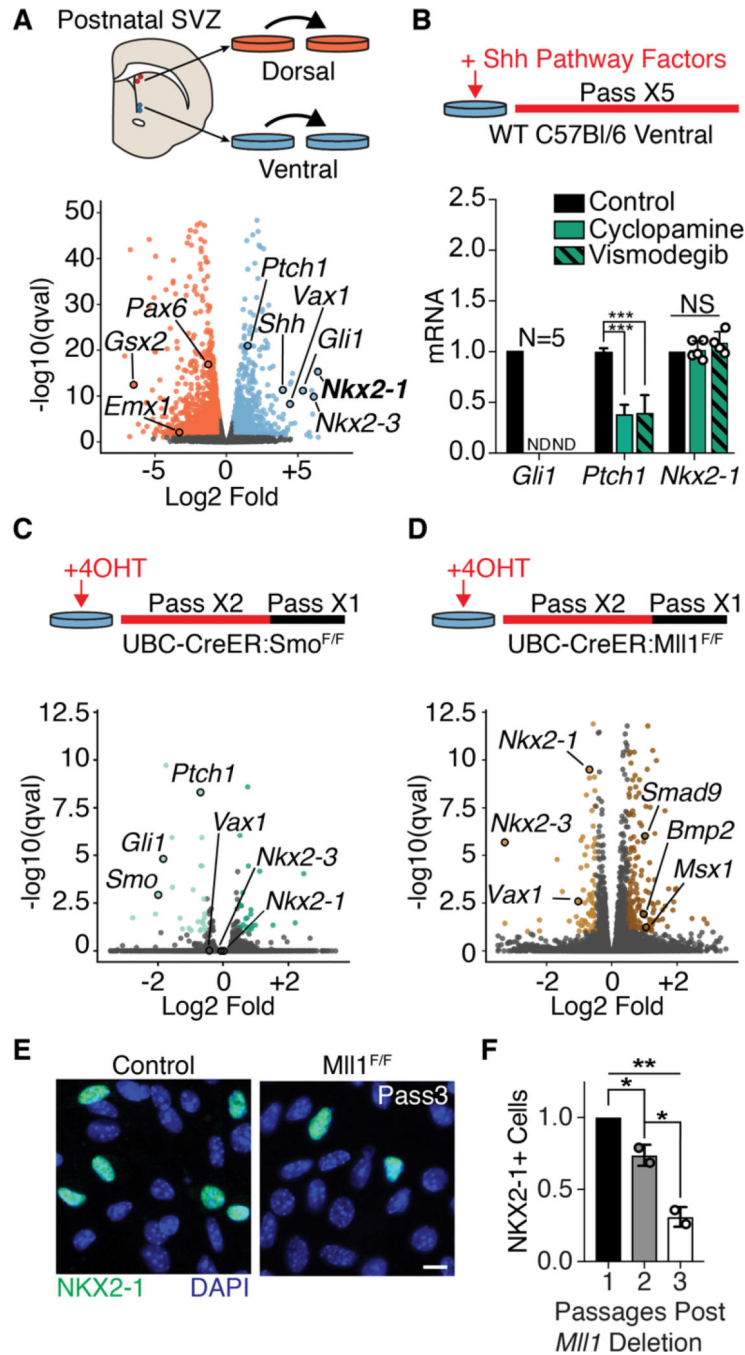 A
Postnatal SVZ
Dorsal
Ventral
50
40
30
20
10
0
-log10(qval)
Ptch1
Vax1
Pax6
Shh
Gli1
Gsx2
Nkx2-1
Emx1
Nkx2-3
-5 0 +5
Log2 Fold
B
+ Shh Pathway Factors
Pass X5
WT C57Bl/6 Ventral
2.5
2.0
1.5
1.0
0.5
0.0
mRNA
Control
Cyclopamine
Vismodegib
N=5
***
***
NS
NDND
Gli1 Ptch1 Nkx2-1
C
+4OHT
Pass X2 Pass X1
UBC-CreER:SmoF/F
12.5
10
7.5
5
2.5
0
-log10(qval)
Ptch1
Vax1
Gli1
Nkx2-3
Smo
Nkx2-1
-2 0 +2
Log2 Fold
D
+4OHT
Pass X2 Pass X1
UBC-CreER:Mll1F/F
12.5
10
7.5
5
2.5
0
-log10(qval)
Nkx2-1
Smad9
Nkx2-3
Bmp2
Vax1
Msx1
-2 0 +2
Log2 Fold
E
Control Mll1F/F
Pass3
NKX2-1 DAPI
F
**
*
*
1.0
0.5
0.0
NKX2-1+ Cells
1 2 3
Passages Post
Mll1 Deletion